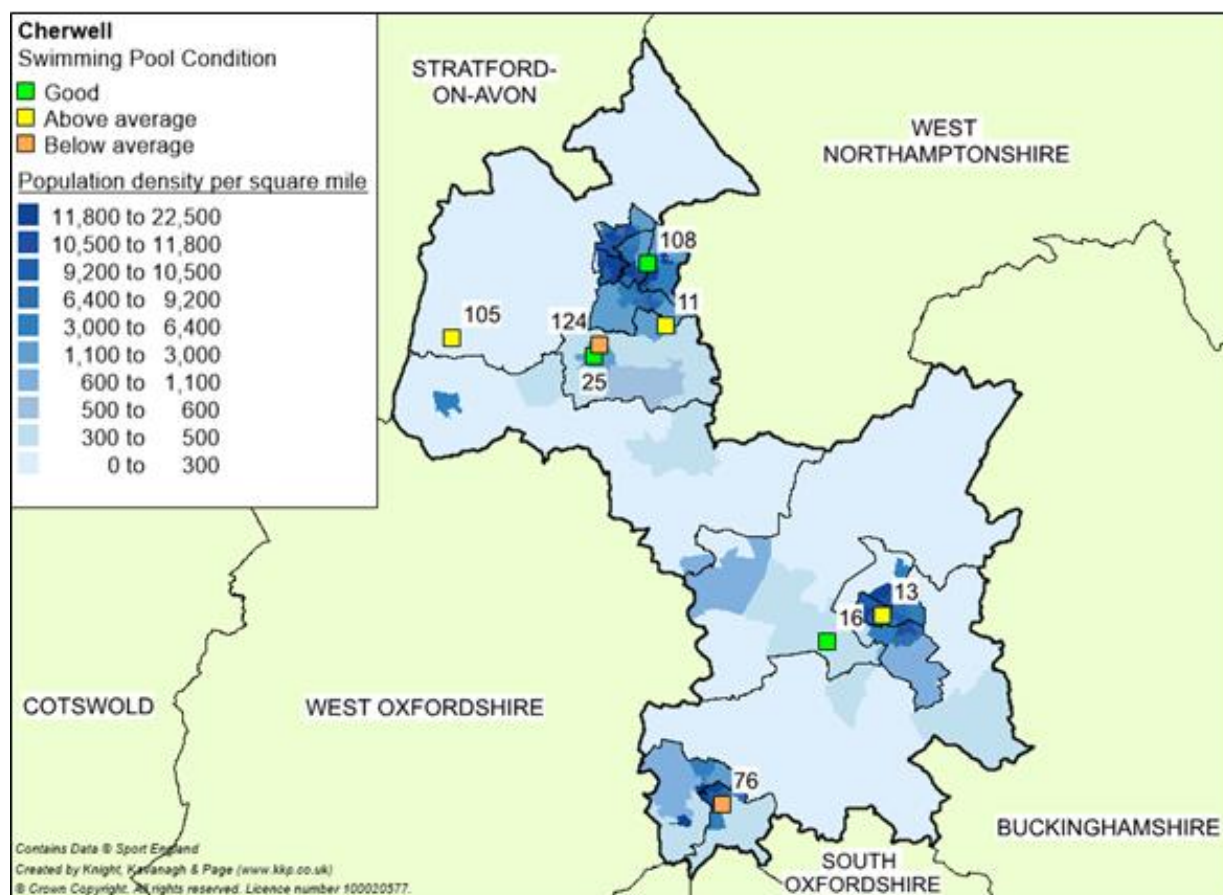 Cherwell
Swimming Pool Condition
Good
Above average
Below average
Population density per square mile
11,800 to 22,500
10,500 to 11,800
9,200 to 10,500
6,400 to 9,200
3,000 to 6,400
1,100 to 3,000
600 to 1,100
500 to 600
300 to 500
0 to 300
STRATFORD-
ON-AVON
WEST
NORTHAMPTONSHIRE
108
11
105
124
25
13
16
COTSWOLD
WEST OXFORDSHIRE
76
BUCKINGHAMSHIRE
SOUTH
OXFORDSHIRE
Contains Data © Sport England
Created by Knight, Kavanagh & Page (www.kkp.co.uk)
© Crown Copyright. All rights reserved. Licence number 100020577.